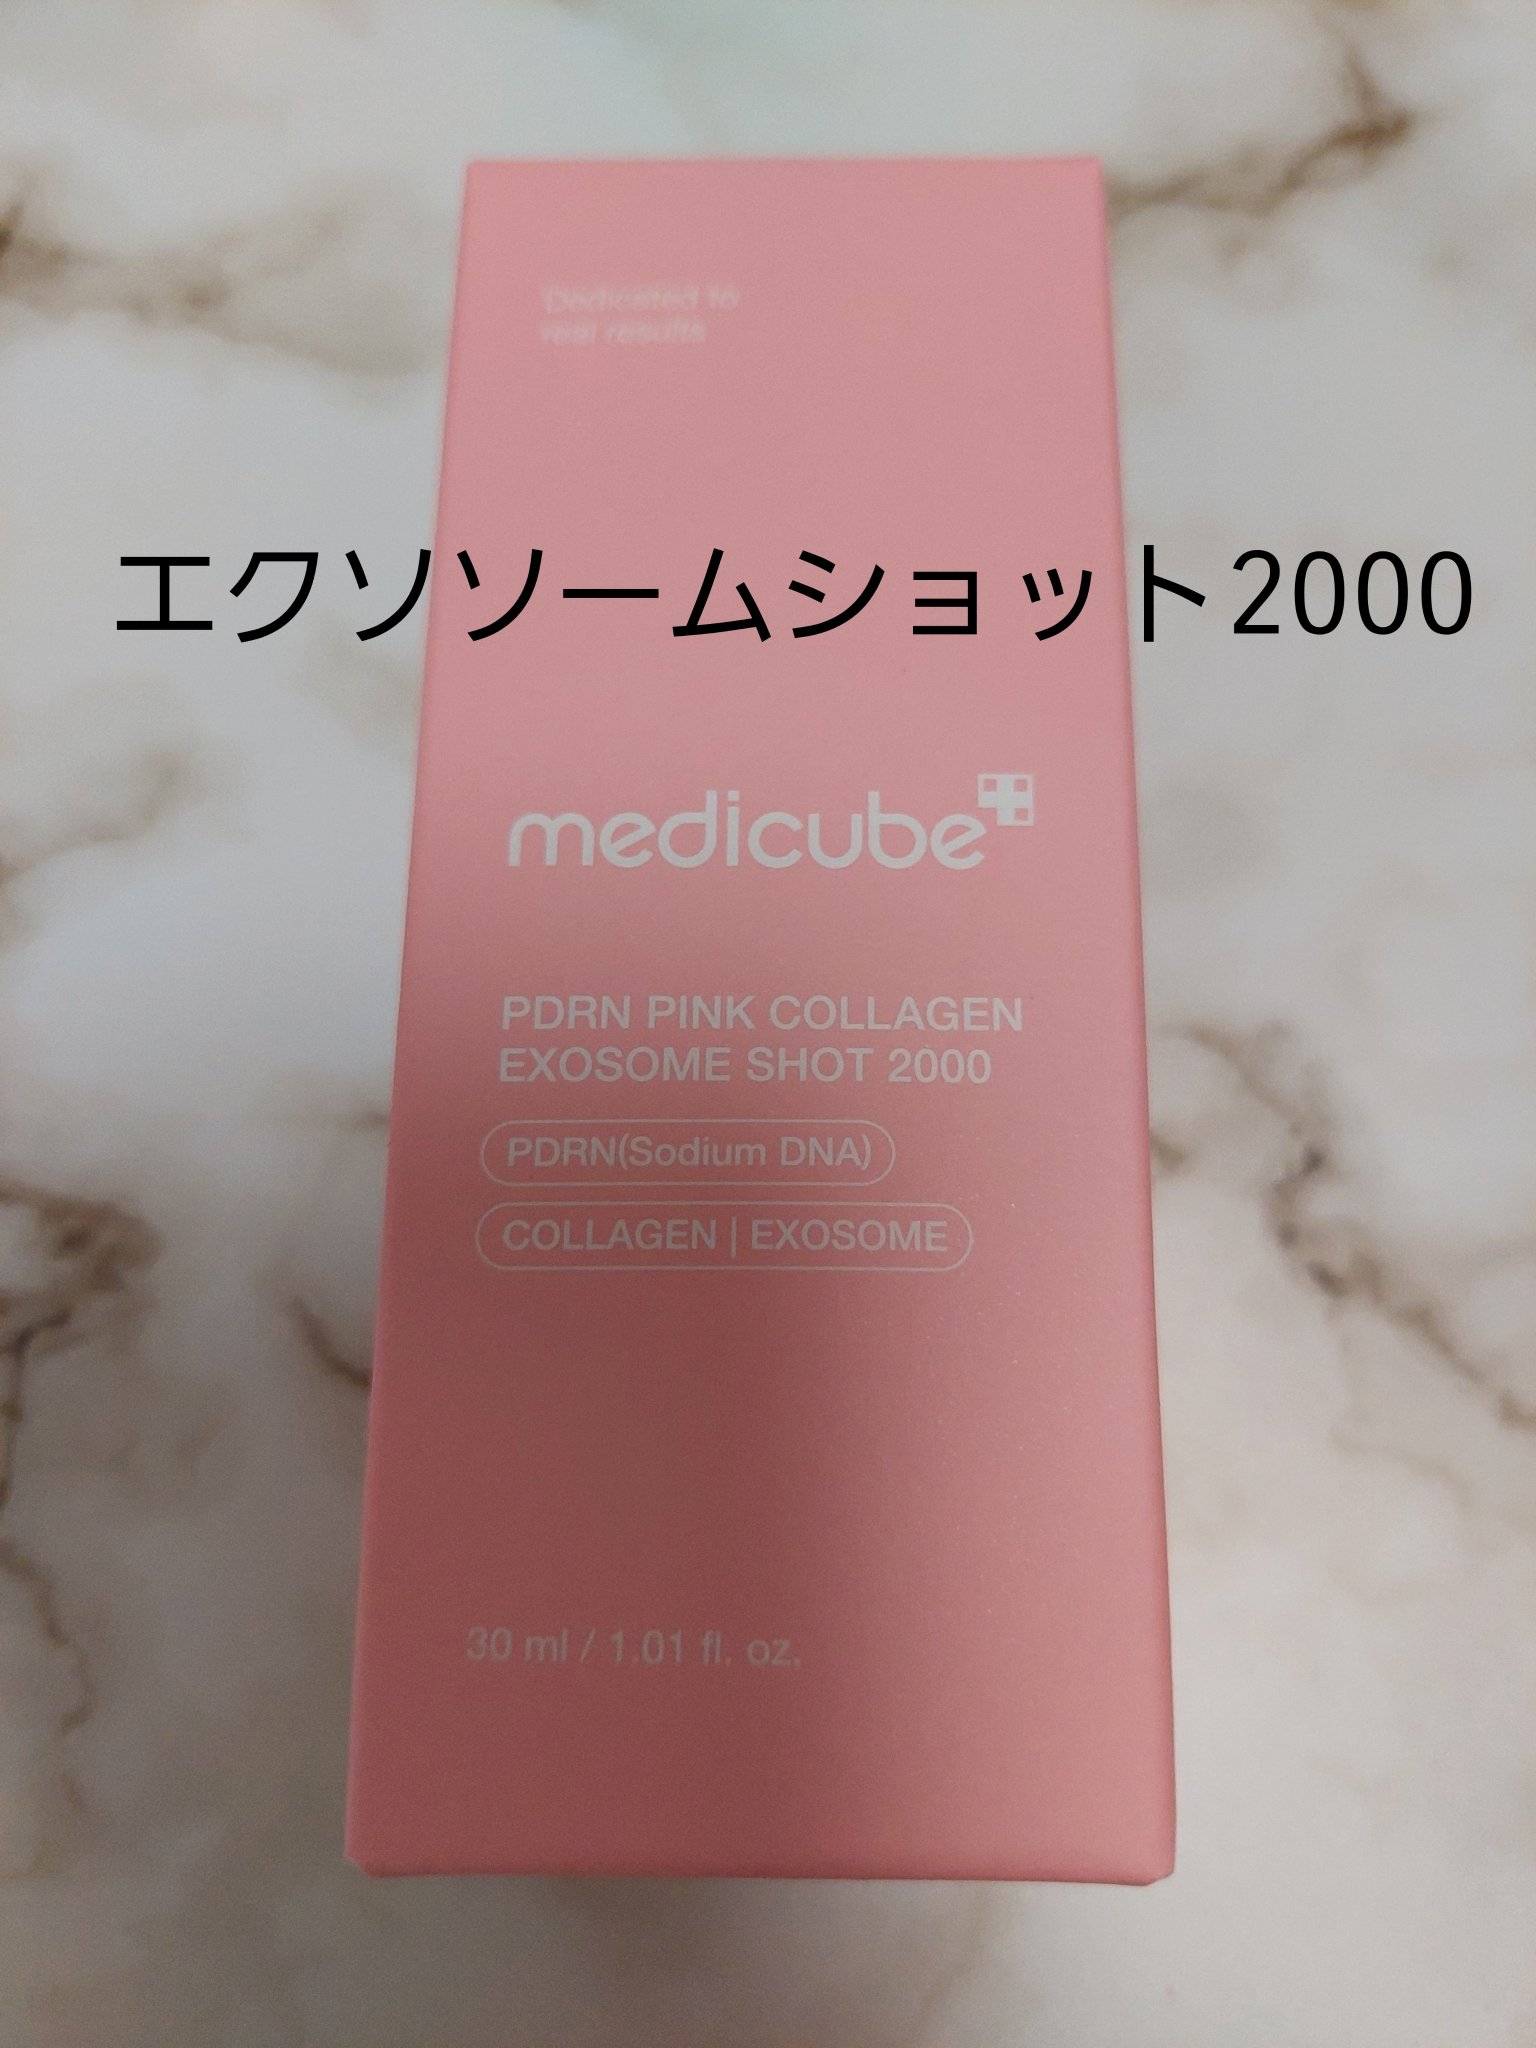 Dedicated to
real results
エクソソームショット2000
medicube
PDRN PINK COLLAGEN
EXOSOME SHOT 2000
PDRN(Sodium DNA)
COLLAGEN | EXOSOME
30 ml / 1.01 fl. oz.